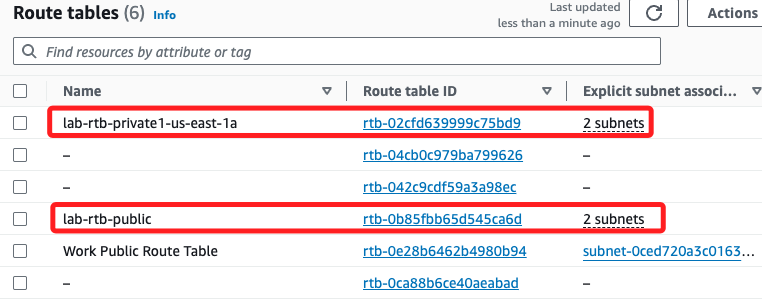 Route tables (6) Info
Last updated
less than a minute ago
Actions
Find resources by attribute or tag
Name Route table ID Explicit subnet associ...
lab-rtb-private1-us-east-1a rtb-02cfd639999c75bd9 2 subnets
– rtb-04cb0c979ba799626 –
– rtb-042c9cdf59a3a98ec –
lab-rtb-public rtb-0b85fbb65d545ca6d 2 subnets
Work Public Route Table rtb-0e28b6462b4980b94 subnet-0ced720a3c0163...
– rtb-0ca88b6ce40aeabad –